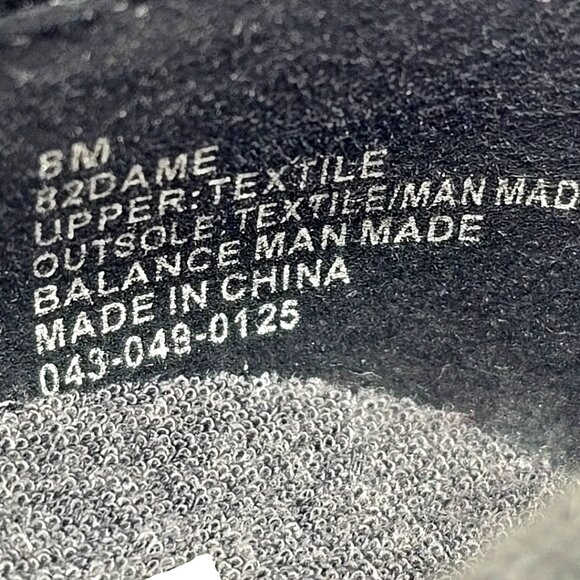 8M
82DAME
UPPER: TEXTILE
OUTSOLE: TEXTILE/MAN MAD
BALANCE MAN MADE
MADE IN CHINA
043-048-0125